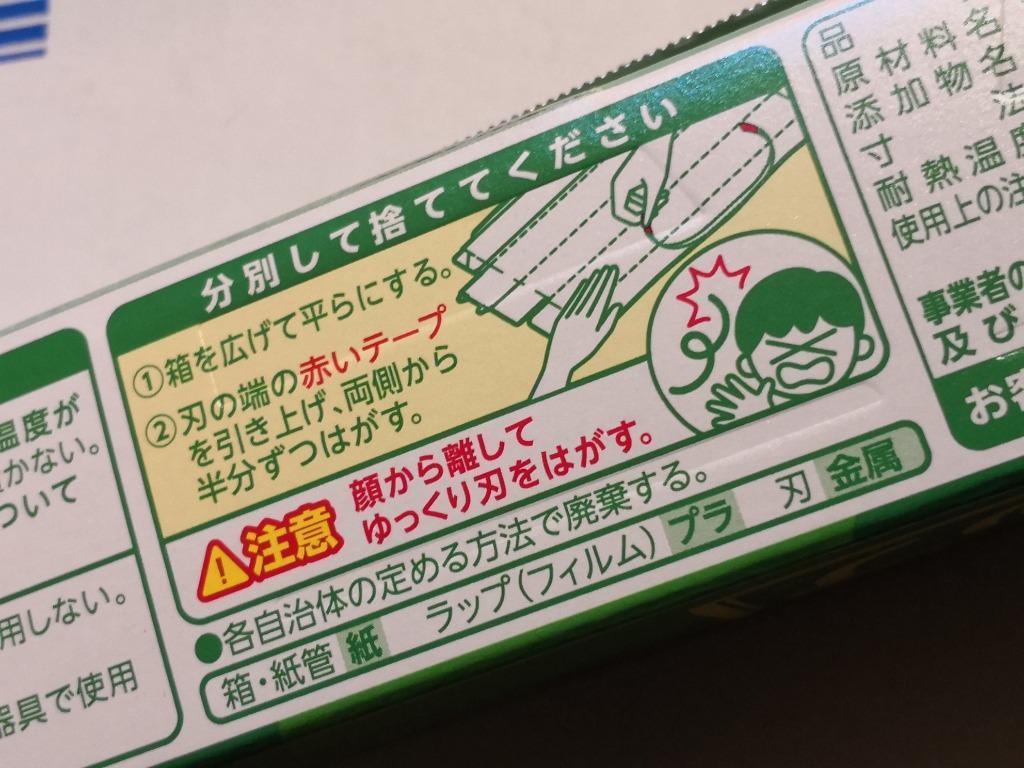 分別して捨ててください
①箱を広げて平らにする。
②刃の端の赤いテープ
を引き上げ、両側から
半分ずつはがす。
注意
顔から離して
ゆっくり刃をはがす。
●各自治体の定める方法で廃棄する。
箱・紙管 紙 ラップ(フィルム) プラ 刃 金属
温度が
かない。
ついて
用しない。
器具で使用
品名
原材料名
添加物名
寸法
耐熱温度
使用上の注
事業者の
及び
お客